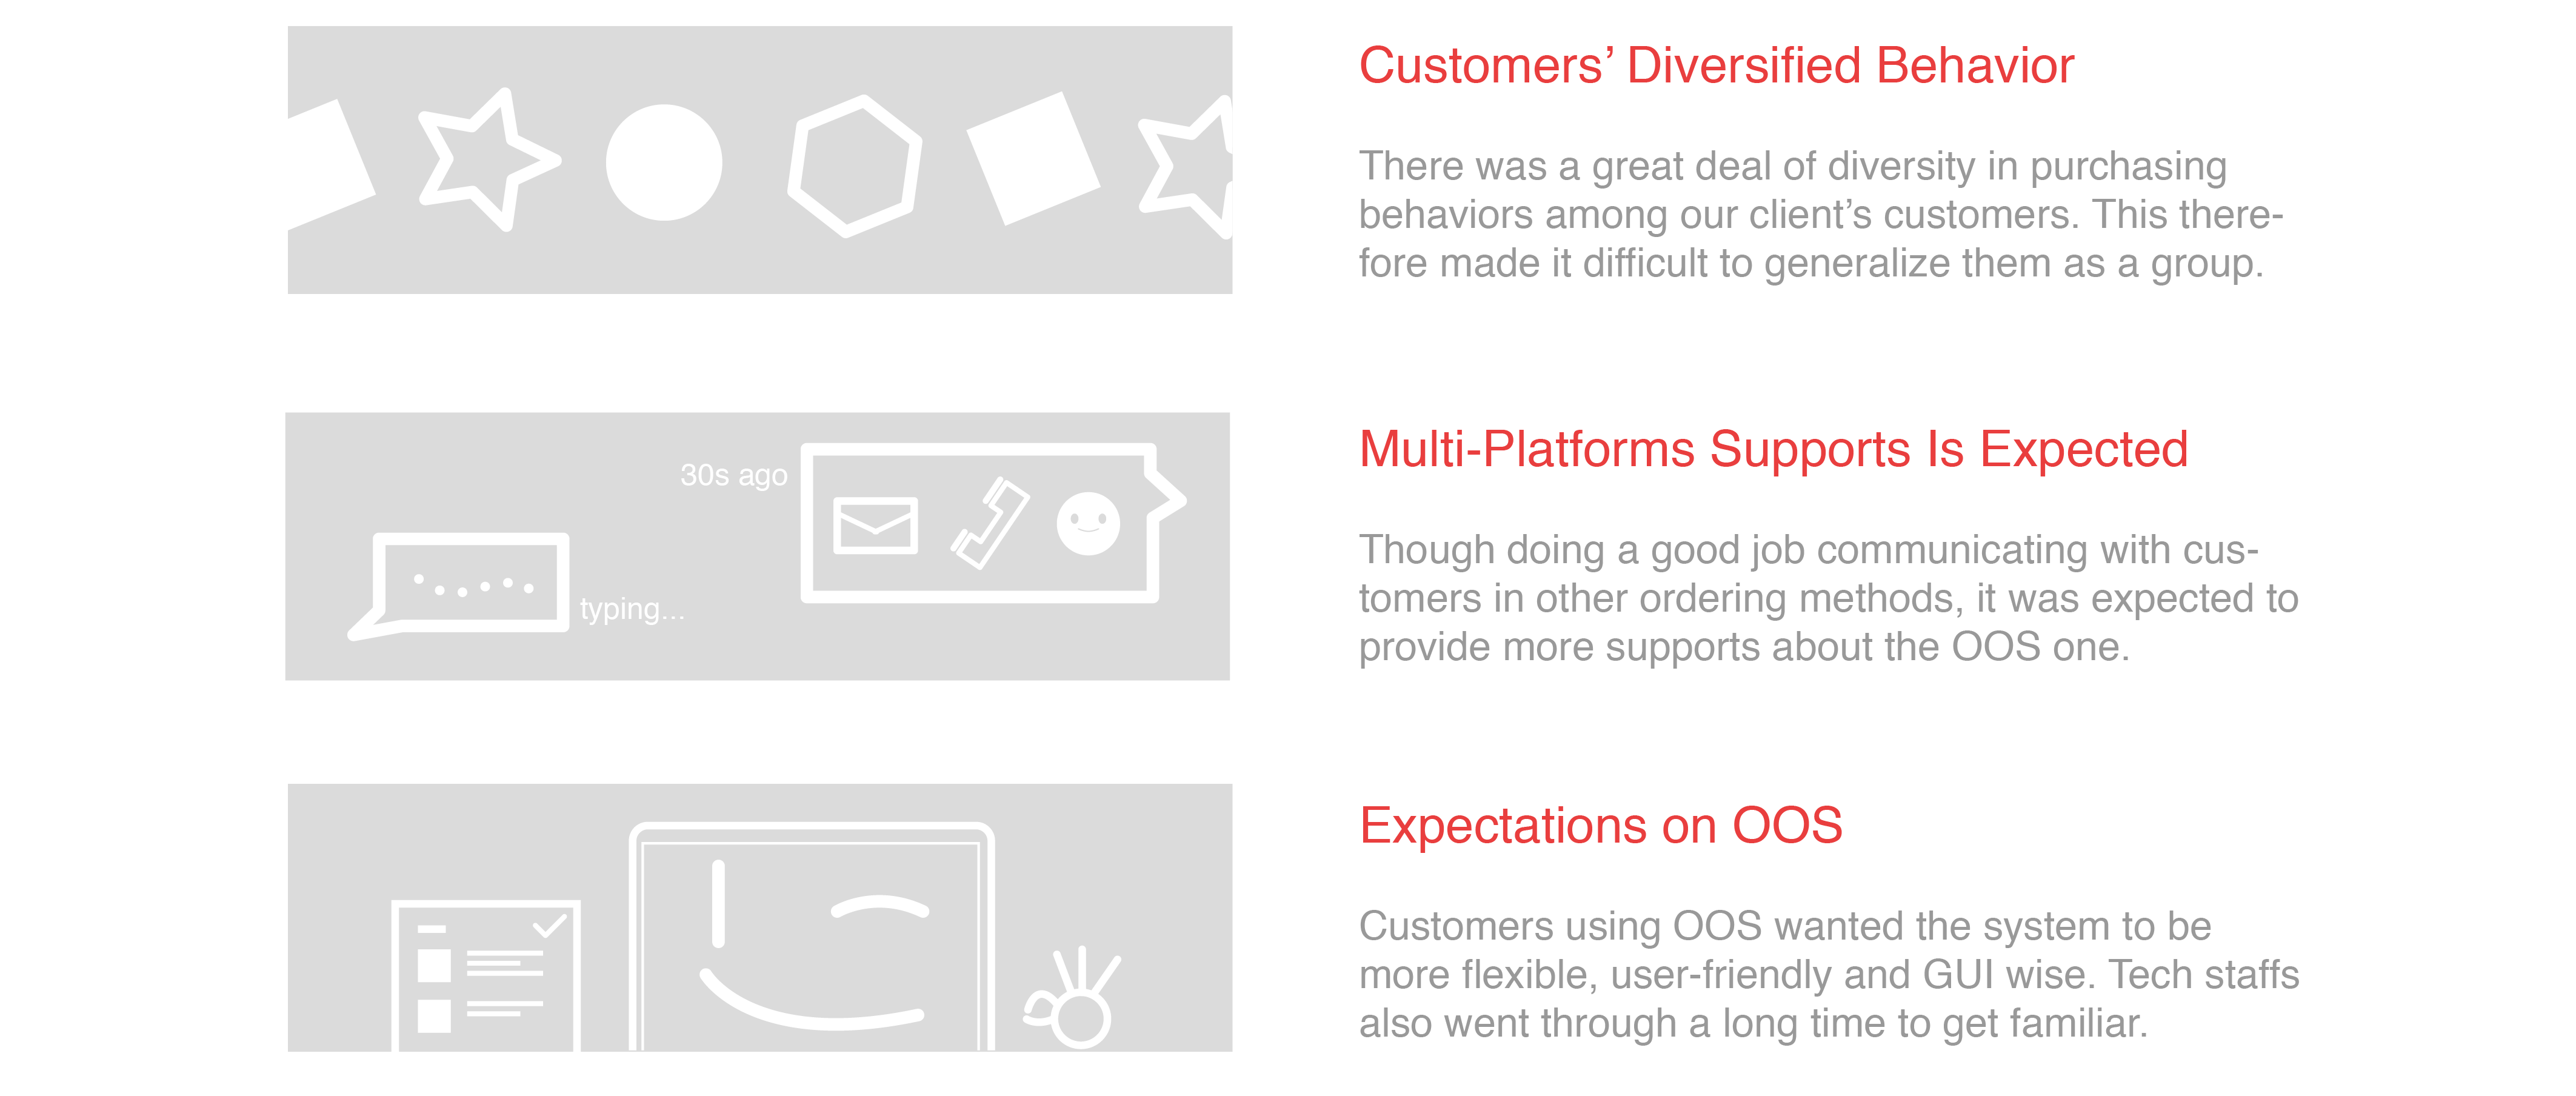 Customers’ Diversified Behavior
There was a great deal of diversity in purchasing
behaviors among our client’s customers. This there-
fore made it difficult to generalize them as a group.
30s ago
typing...
Multi-Platforms Supports Is Expected
Though doing a good job communicating with cus-
tomers in other ordering methods, it was expected to
provide more supports about the OOS one.
Expectations on OOS
Customers using OOS wanted the system to be
more flexible, user-friendly and GUI wise. Tech staffs
also went through a long time to get familiar.